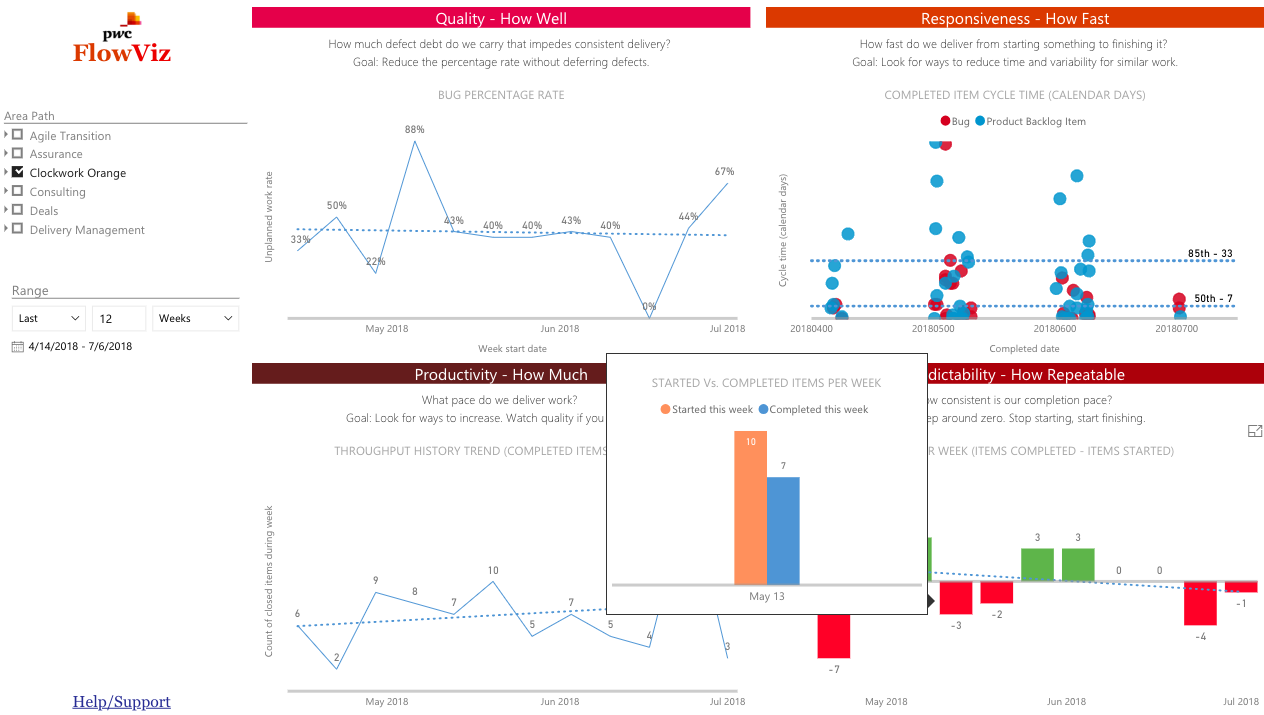 pwc
FlowViz
Area Path
Agile Transition
Assurance
Clockwork Orange
Consulting
Deals
Delivery Management
Range
Last
12
Weeks
4/14/2018 - 7/6/2018
Help/Support
Quality - How Well
How much defect debt do we carry that impedes consistent delivery?
Goal: Reduce the percentage rate without deferring defects.
BUG PERCENTAGE RATE
Unplanned work rate
33%
50%
22%
88%
43%
40%
40%
43%
40%
0%
44%
67%
May 2018
Jun 2018
Jul 2018
Week start date
Responsiveness - How Fast
How fast do we deliver from starting something to finishing it?
Goal: Look for ways to reduce time and variability for similar work.
COMPLETED ITEM CYCLE TIME (CALENDAR DAYS)
Bug
Product Backlog Item
Cycle time (calendar days)
85th - 33
50th - 7
20180400
20180500
20180600
20180700
Completed date
Productivity - How Much
What pace do we deliver work?
Goal: Look for ways to increase. Watch quality if you
THROUGHPUT HISTORY TREND (COMPLETED ITEMS
Count of closed items during week
6
2
9
8
7
10
5
7
5
4
3
May 2018
Jun 2018
Jul 2018
STARTED Vs. COMPLETED ITEMS PER WEEK
Started this week
Completed this week
10
7
May 13
dictability - How Repeatable
ow consistent is our completion pace?
ep around zero. Stop starting, start finishing.
R WEEK (ITEMS COMPLETED - ITEMS STARTED)
-7
-3
-2
3
3
0
0
-4
-1
May 2018
Jun 2018
Jul 2018